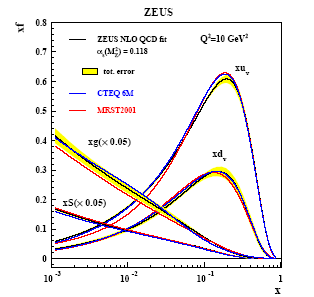 ZEUS
xf
0.8
ZEUS NLO QCD fit
Q²=10 GeV²
αₛ(M²_Z) = 0.118
0.7
tot. error
xuᵥ
0.6
CTEQ 6M
MRST2001
0.5
0.4
xg(× 0.05)
xdᵥ
0.3
0.2
xS(× 0.05)
0.1
0
10⁻³
10⁻²
10⁻¹
1
x